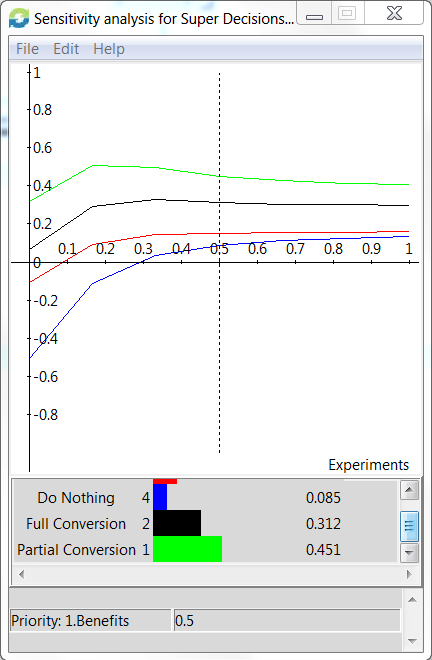 Sensitivity analysis for Super Decisions...
File Edit Help
1
0.8
0.6
0.4
0.2
0 0.1 0.2 0.3 0.4 0.5 0.6 0.7 0.8 0.9 1
-0.2
-0.4
-0.6
-0.8
Experiments
Do Nothing 4 0.085
Full Conversion 2 0.312
Partial Conversion 1 0.451
Priority: 1.Benefits 0.5